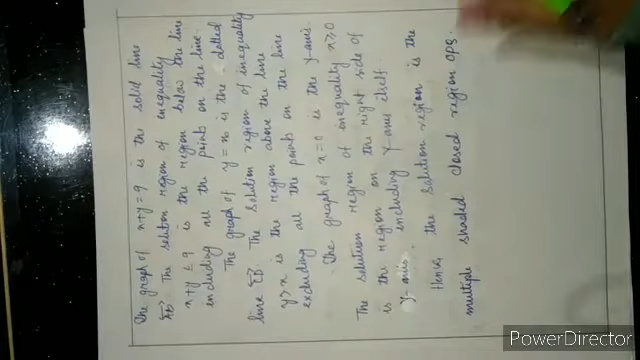 The graph of x+y=9 is the solid line
AB. The solution region of inequality
x+y ≤ 9 is the region below the line
including all the points on the line.
The graph of y=x is the dotted
line. The solution region of inequality
y>x is the region above the line
excluding all the points on the line
The graph of x=0 is the Y-axis.
The solution region of inequality x≥0
is the region on the right side of
Y-axis. including Y-axis itself.
Hence, the solution region is the
multiple shaded closed region OPQ.
PowerDirector